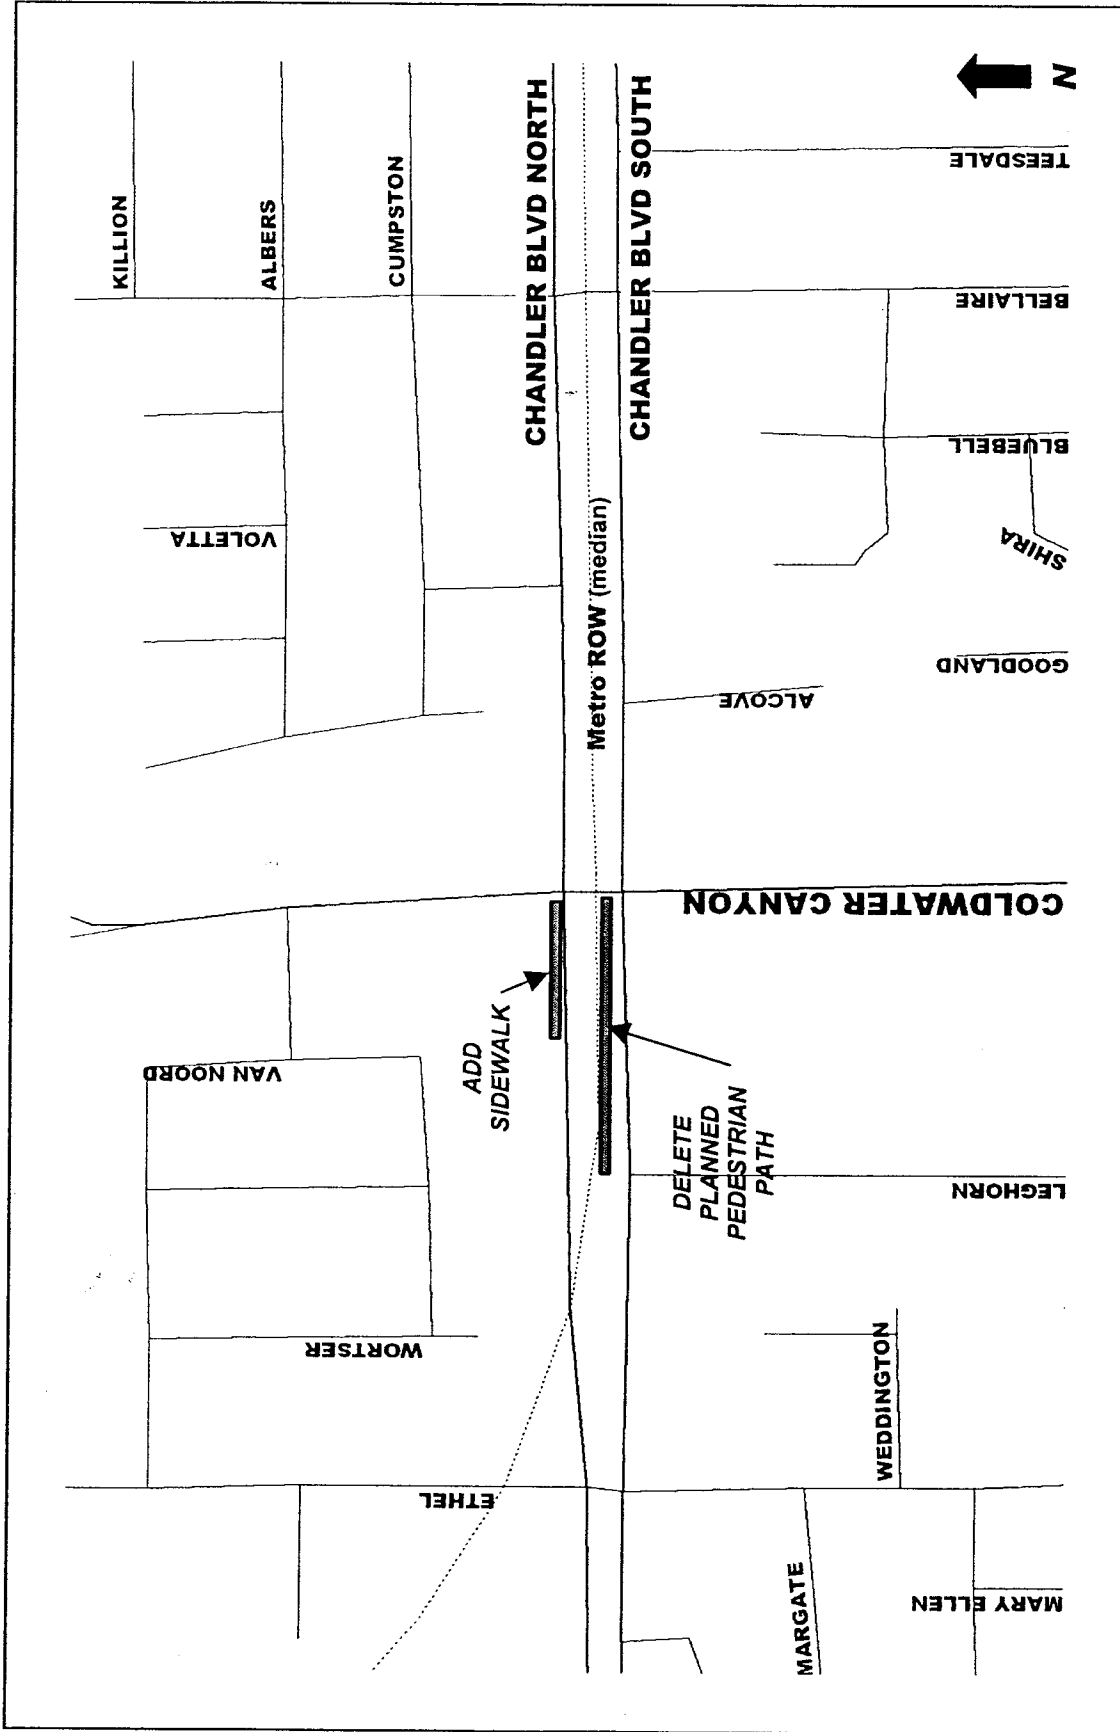 KILLION
ALBERS
CUMPSTON
CHANDLER BLVD NORTH
CHANDLER BLVD SOUTH
N
TEESDALE
BELLAIRE
BLUEBELL
SHIRA
GOODLAND
VOLETTA
Metro ROW (median)
ALCOVE
COLDWATER CANYON
ADD
SIDEWALK
VAN NOORD
DELETE
PLANNED
PEDESTRIAN
PATH
LEGHORN
WORTSER
WEDDINGTON
ETHEL
MARGATE
MARY ELLEN